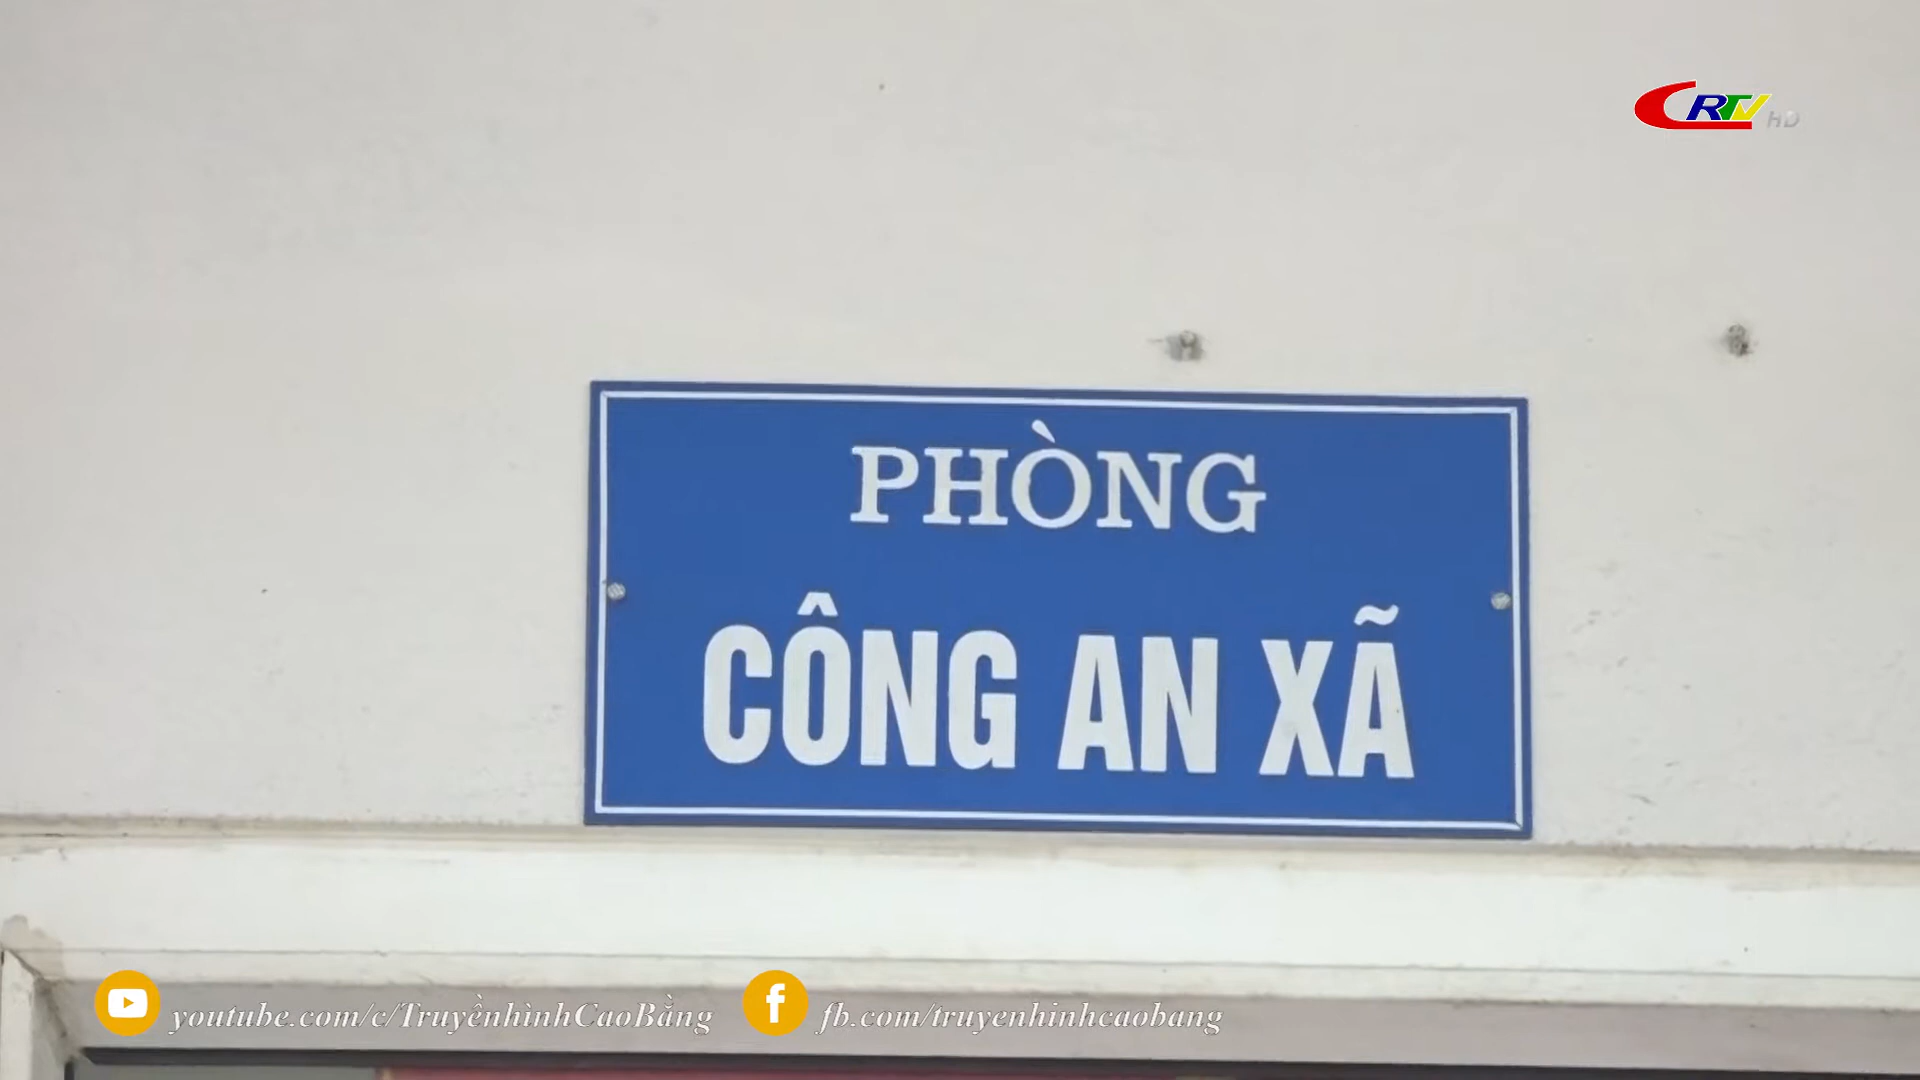 CRTV HD
PHÒNG
CÔNG AN XÃ
youtube.com/c/TruyềnhìnhCaoBằng
fb.com/truyenhinhcaobang